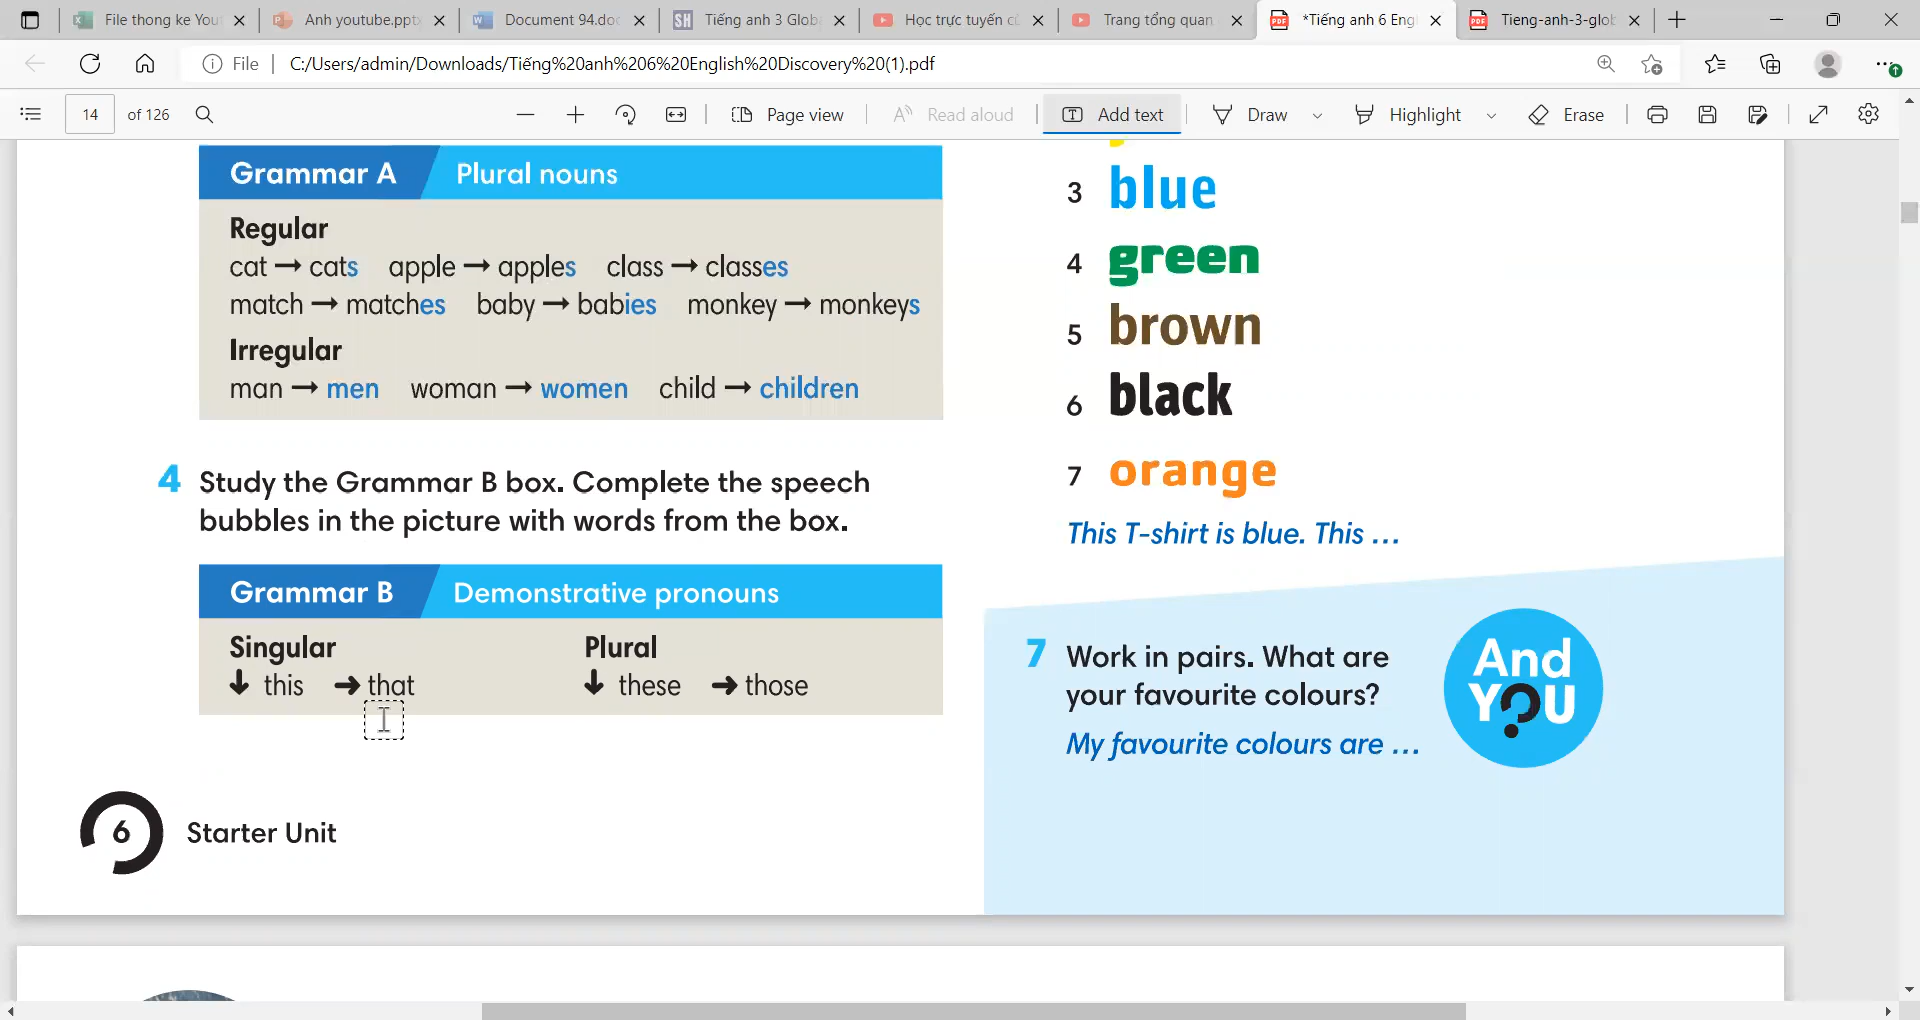 File thong ke You
Anh youtube.pptx
Document 94.doc
SH Tiếng anh 3 Globa
Học trực tuyến cù
Trang tổng quan
*Tiếng anh 6 Engl
Tieng-anh-3-glob
File
C:/Users/admin/Downloads/Tiếng%20anh%206%20English%20Discovery%20(1).pdf
14 of 126
Page view
Read aloud
Add text
Draw
Highlight
Erase
Grammar A Plural nouns
Regular
cat → cats apple → apples class → classes
match → matches baby → babies monkey → monkeys
Irregular
man → men woman → women child → children
4 Study the Grammar B box. Complete the speech
bubbles in the picture with words from the box.
Grammar B Demonstrative pronouns
Singular Plural
↓ this → that ↓ these → those
6 Starter Unit
3 blue
4 green
5 brown
6 black
7 orange
This T-shirt is blue. This ...
7 Work in pairs. What are
your favourite colours?
My favourite colours are ...
And
YOU